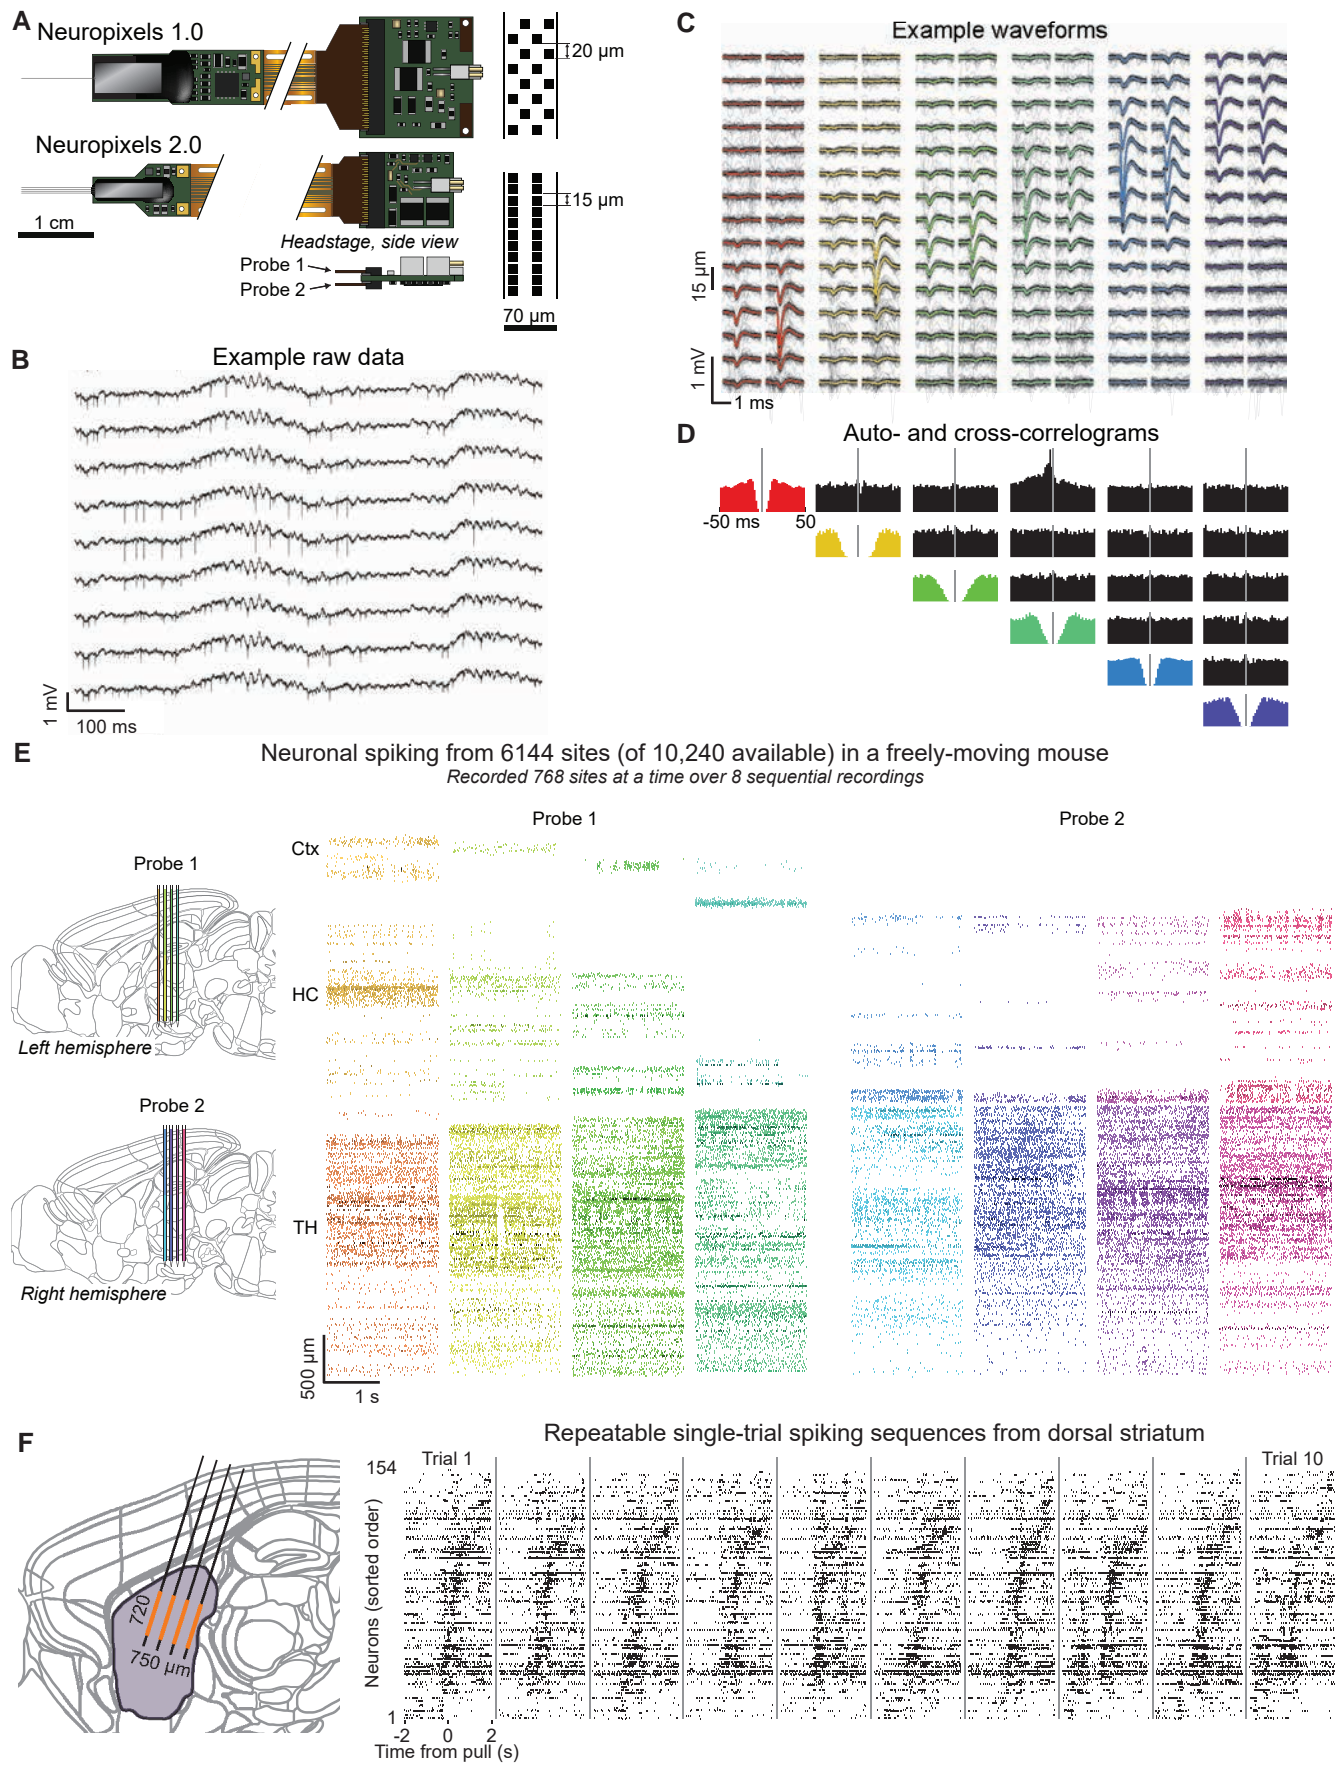 A
Neuropixels 1.0
20 µm
Neuropixels 2.0
15 µm
1 cm
Headstage, side view
Probe 1
Probe 2
70 µm
B
Example raw data
1 mV
100 ms
C
Example waveforms
15 µm
1 mV
1 ms
D
Auto- and cross-correlograms
-50 ms
50
E
Neuronal spiking from 6144 sites (of 10,240 available) in a freely-moving mouse
Recorded 768 sites at a time over 8 sequential recordings
Probe 1
Probe 2
Probe 1
Left hemisphere
Probe 2
Right hemisphere
Ctx
HC
TH
500 µm
1 s
F
720
750 µm
Repeatable single-trial spiking sequences from dorsal striatum
Trial 1
Trial 10
154
Neurons (sorted order)
1
-2
0
2
Time from pull (s)